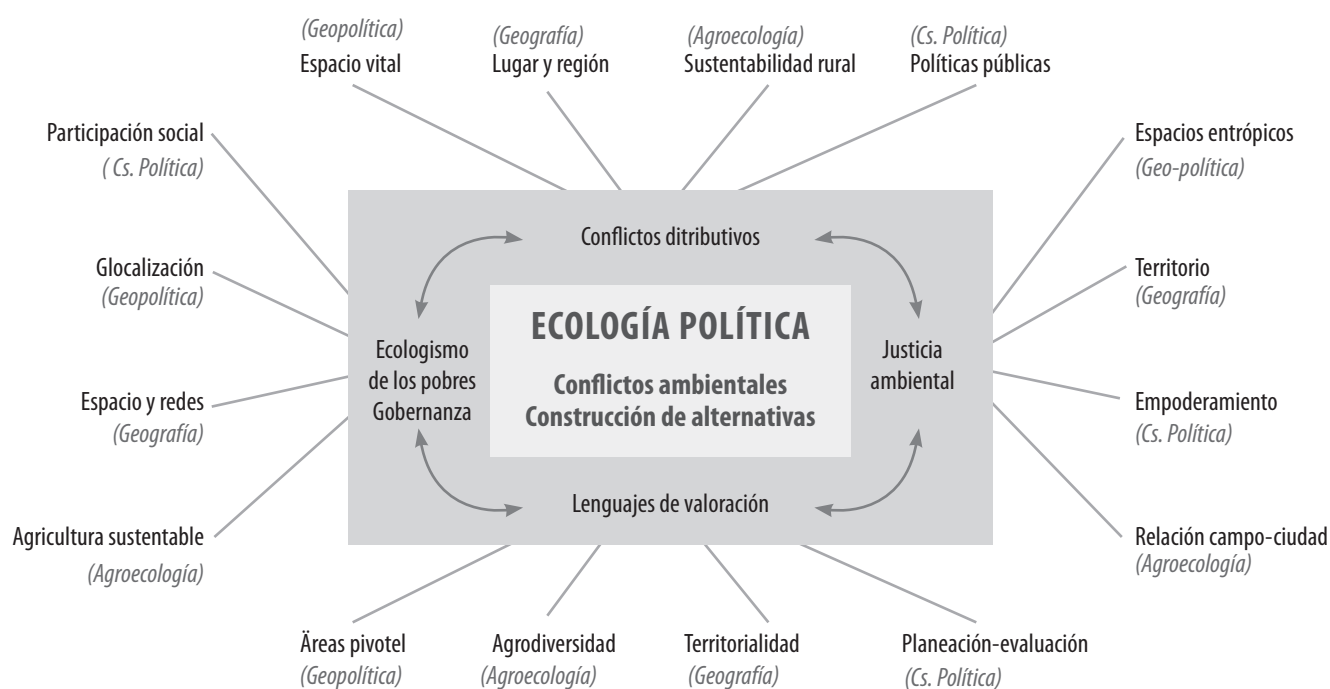 (Geopolítica)
Espacio vital
(Geografía)
Lugar y región
(Agroecología)
Sustentabilidad rural
(Cs. Política)
Políticas públicas
Participación social
( Cs. Política)
Glocalización
(Geopolítica)
Espacio y redes
(Geografía)
Agricultura sustentable
(Agroecología)
Conflictos ditributivos
Ecologismo
de los pobres
Gobernanza
ECOLOGÍA POLÍTICA
Conflictos ambientales
Construcción de alternativas
Justicia
ambiental
Lenguajes de valoración
Espacios entrópicos
(Geo-política)
Territorio
(Geografía)
Empoderamiento
(Cs. Política)
Relación campo-ciudad
(Agroecología)
Äreas pivotel
(Geopolítica)
Agrodiversidad
(Agroecología)
Territorialidad
(Geografía)
Planeación-evaluación
(Cs. Política)